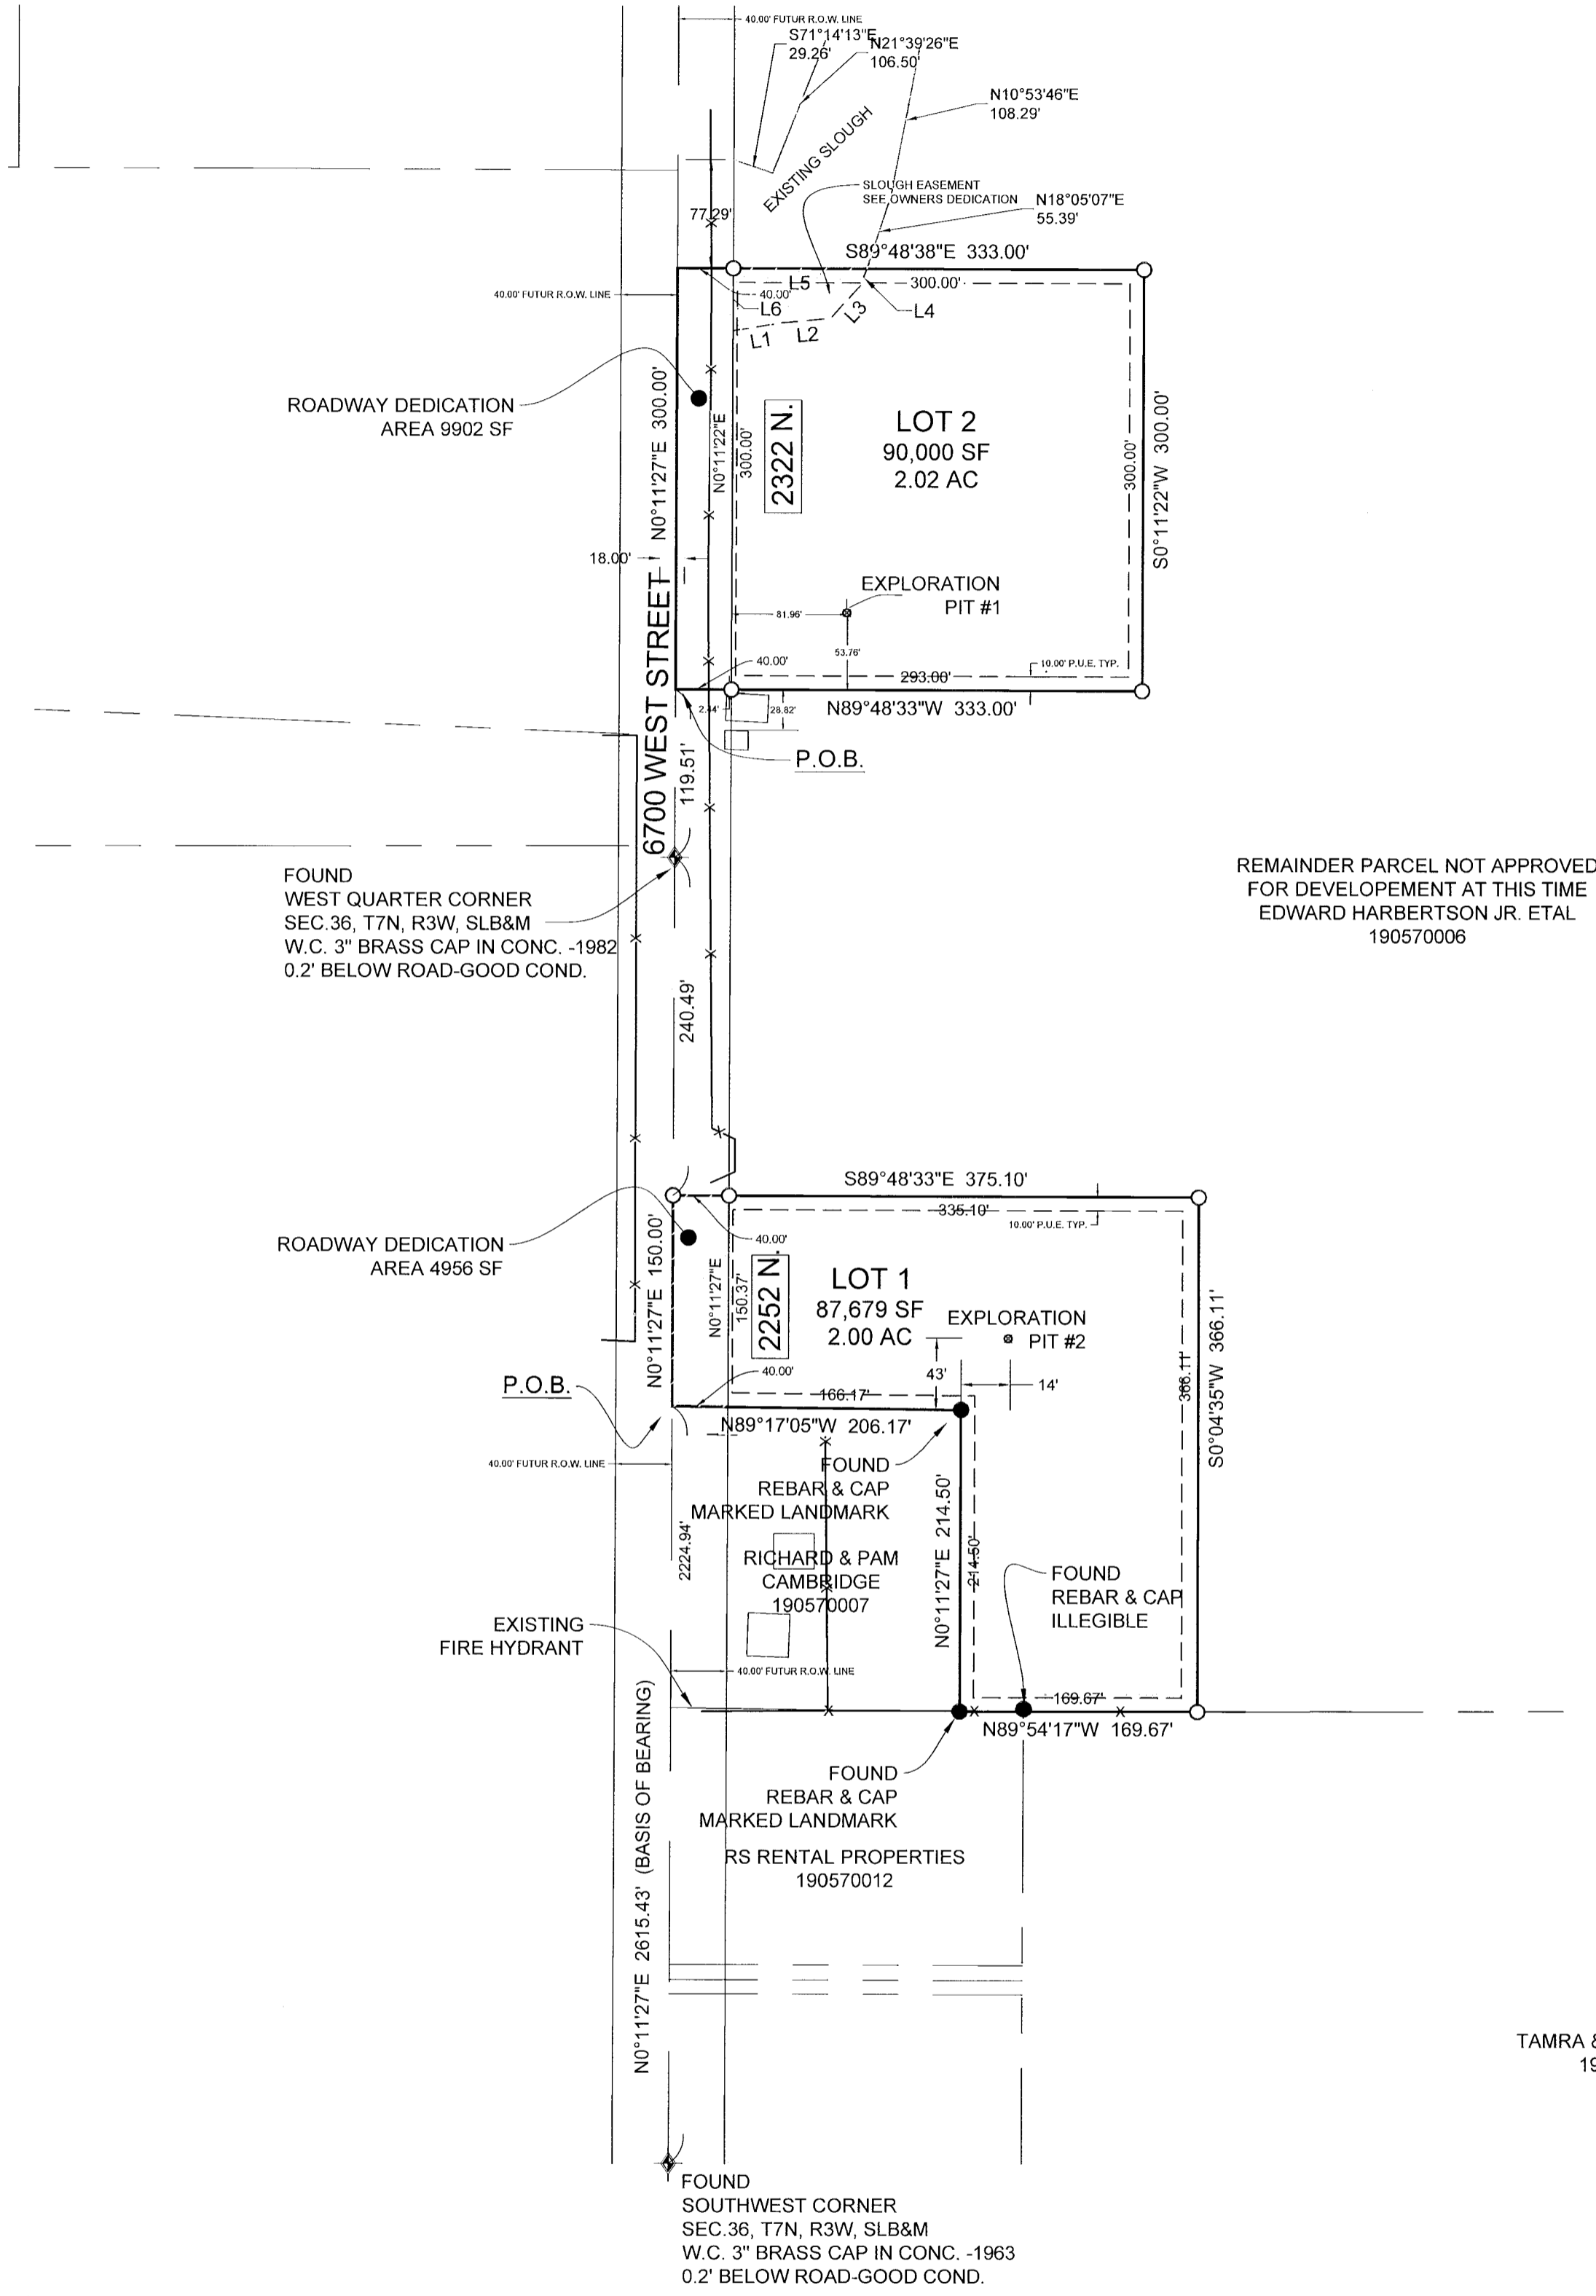 40.00' FUTUR R.O.W. LINE
S71°14'13"E
29.26'
N21°39'26"E
106.50'
N10°53'46"E
108.29'
EXISTING SLOUGH
SLOUGH EASEMENT
SEE OWNERS DEDICATION
N18°05'07"E
55.39'
77.29'
S89°48'38"E 333.00'
40.00' FUTUR R.O.W. LINE
L5
300.00'
40.00'
L6
L4
L3
L1
L2
ROADWAY DEDICATION
AREA 9902 SF
N0°11'27"E 300.00'
N0°11'22"E
300.00'
2322 N.
LOT 2
90,000 SF
2.02 AC
300.00'
S0°11'22"W 300.00'
18.00'
EXPLORATION
PIT #1
81.96'
53.76'
40.00'
10.00' P.U.E. TYP.
293.00'
2.44'
28.82'
N89°48'33"W 333.00'
P.O.B.
6700 WEST STREET
119.51'
FOUND
WEST QUARTER CORNER
SEC.36, T7N, R3W, SLB&M
W.C. 3" BRASS CAP IN CONC. -1982
0.2' BELOW ROAD-GOOD COND.
REMAINDER PARCEL NOT APPROVED
FOR DEVELOPEMENT AT THIS TIME
EDWARD HARBERTSON JR. ETAL
190570006
240.49'
S89°48'33"E 375.10'
335.10'
10.00' P.U.E. TYP.
40.00'
ROADWAY DEDICATION
AREA 4956 SF
N0°11'27"E 150.00'
N0°11'27"E
150.37'
2252 N.
LOT 1
87,679 SF
2.00 AC
EXPLORATION
PIT #2
43'
14'
366.11'
S0°04'35"W 366.11'
40.00'
166.17'
P.O.B.
N89°17'05"W 206.17'
40.00' FUTUR R.O.W. LINE
FOUND
REBAR & CAP
MARKED LANDMARK
2224.94'
RICHARD & PAM
CAMBRIDGE
190570007
N0°11'27"E 214.50'
214.50'
FOUND
REBAR & CAP
ILLEGIBLE
EXISTING
FIRE HYDRANT
40.00' FUTUR R.O.W. LINE
169.67'
N89°54'17"W 169.67'
FOUND
REBAR & CAP
MARKED LANDMARK
RS RENTAL PROPERTIES
190570012
N0°11'27"E 2615.43' (BASIS OF BEARING)
TAMRA &
19
FOUND
SOUTHWEST CORNER
SEC.36, T7N, R3W, SLB&M
W.C. 3" BRASS CAP IN CONC. -1963
0.2' BELOW ROAD-GOOD COND.